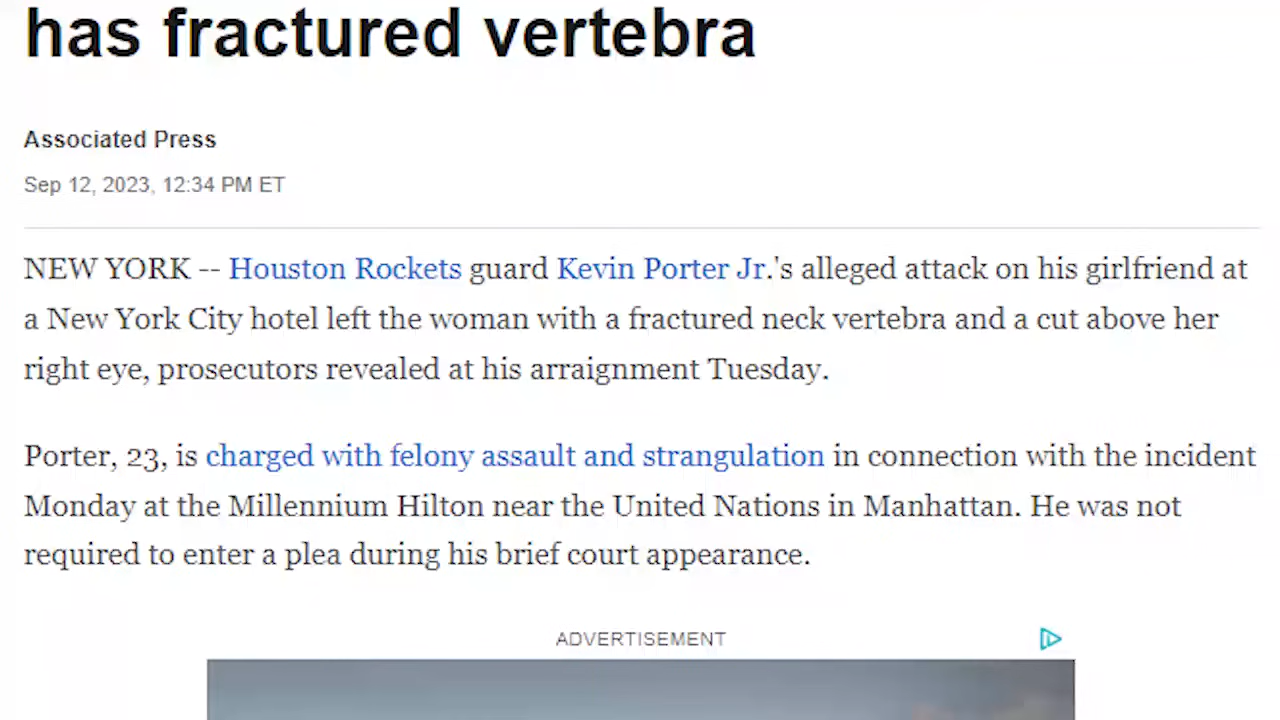 has fractured vertebra
Associated Press
Sep 12, 2023, 12:34 PM ET
NEW YORK -- Houston Rockets guard Kevin Porter Jr.'s alleged attack on his girlfriend at
a New York City hotel left the woman with a fractured neck vertebra and a cut above her
right eye, prosecutors revealed at his arraignment Tuesday.
Porter, 23, is charged with felony assault and strangulation in connection with the incident
Monday at the Millennium Hilton near the United Nations in Manhattan. He was not
required to enter a plea during his brief court appearance.
ADVERTISEMENT